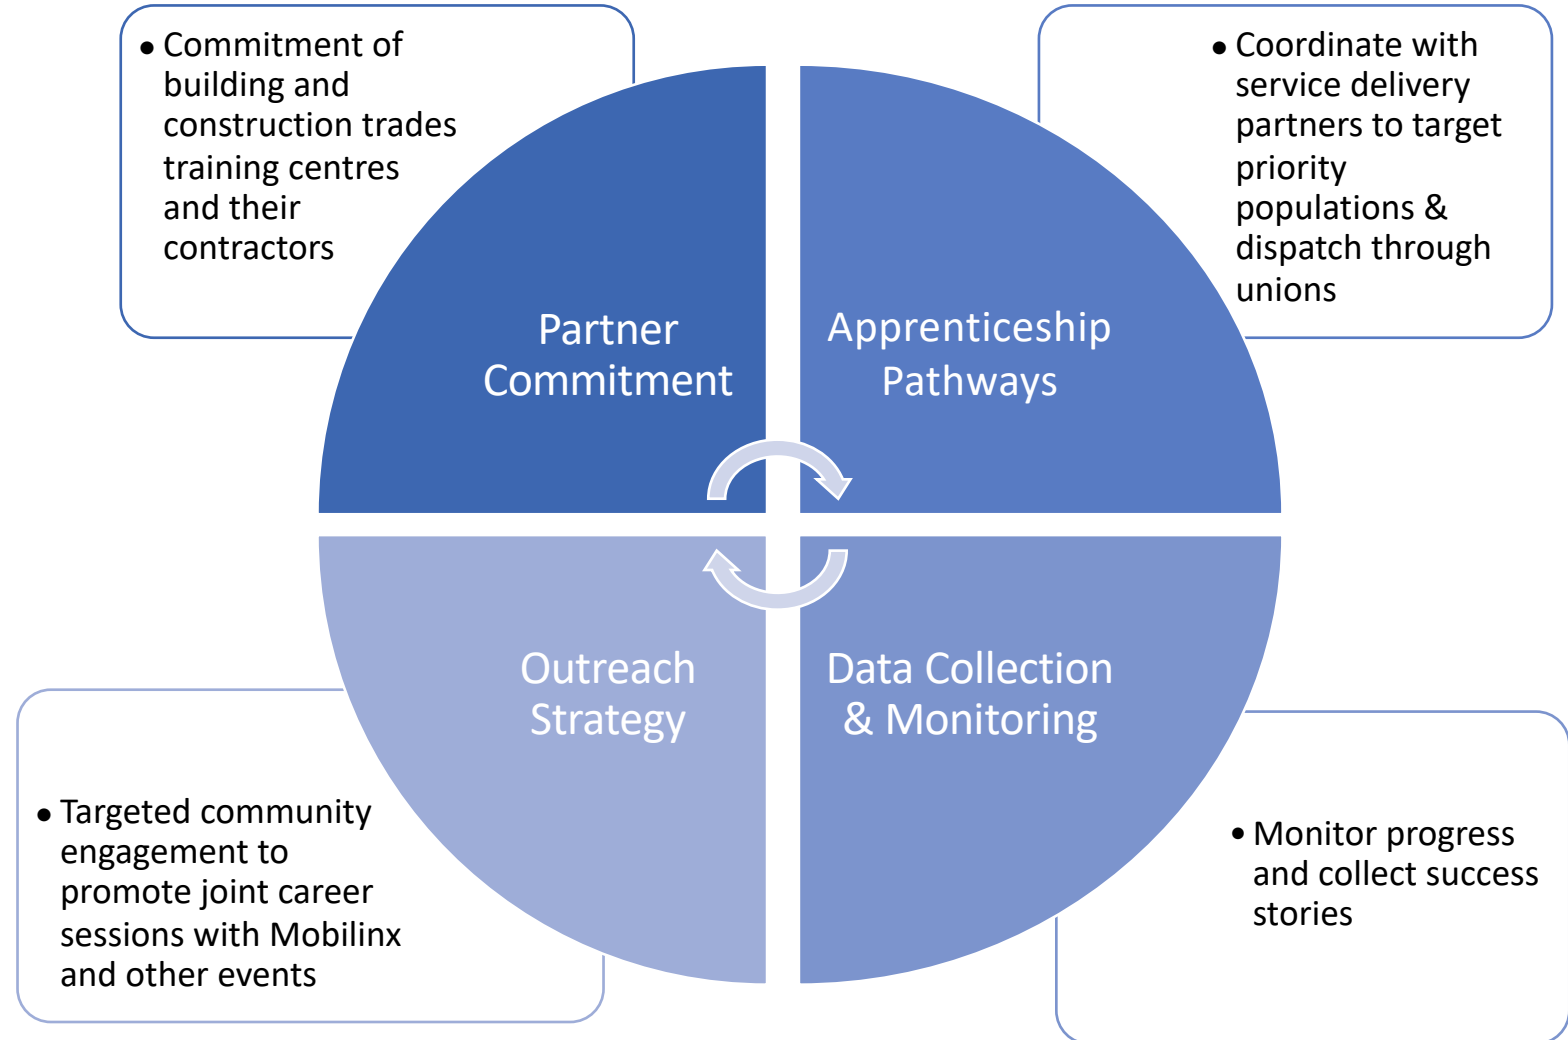 • Commitment of
building and
construction trades
training centres
and their
contractors
• Coordinate with
service delivery
partners to target
priority
populations &
dispatch through
unions
Partner
Commitment
Apprenticeship
Pathways
Outreach
Strategy
Data Collection
& Monitoring
• Targeted community
engagement to
promote joint career
sessions with Mobilinx
and other events
• Monitor progress
and collect success
stories